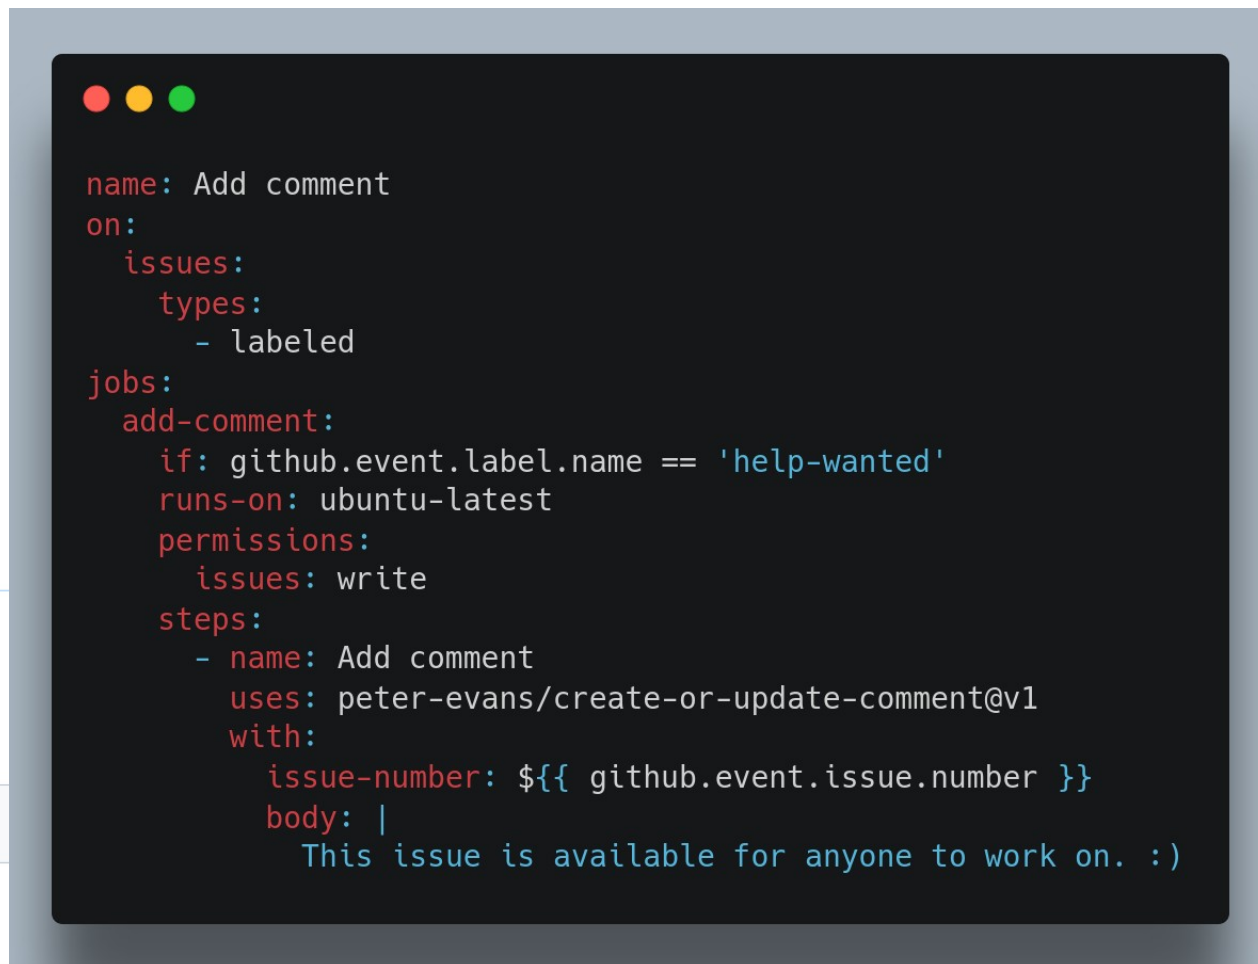 name: Add comment
on:
  issues:
    types:
      - labeled
jobs:
  add-comment:
    if: github.event.label.name == 'help-wanted'
    runs-on: ubuntu-latest
    permissions:
      issues: write
    steps:
      - name: Add comment
        uses: peter-evans/create-or-update-comment@v1
        with:
          issue-number: ${{ github.event.issue.number }}
          body: |
            This issue is available for anyone to work on. :)